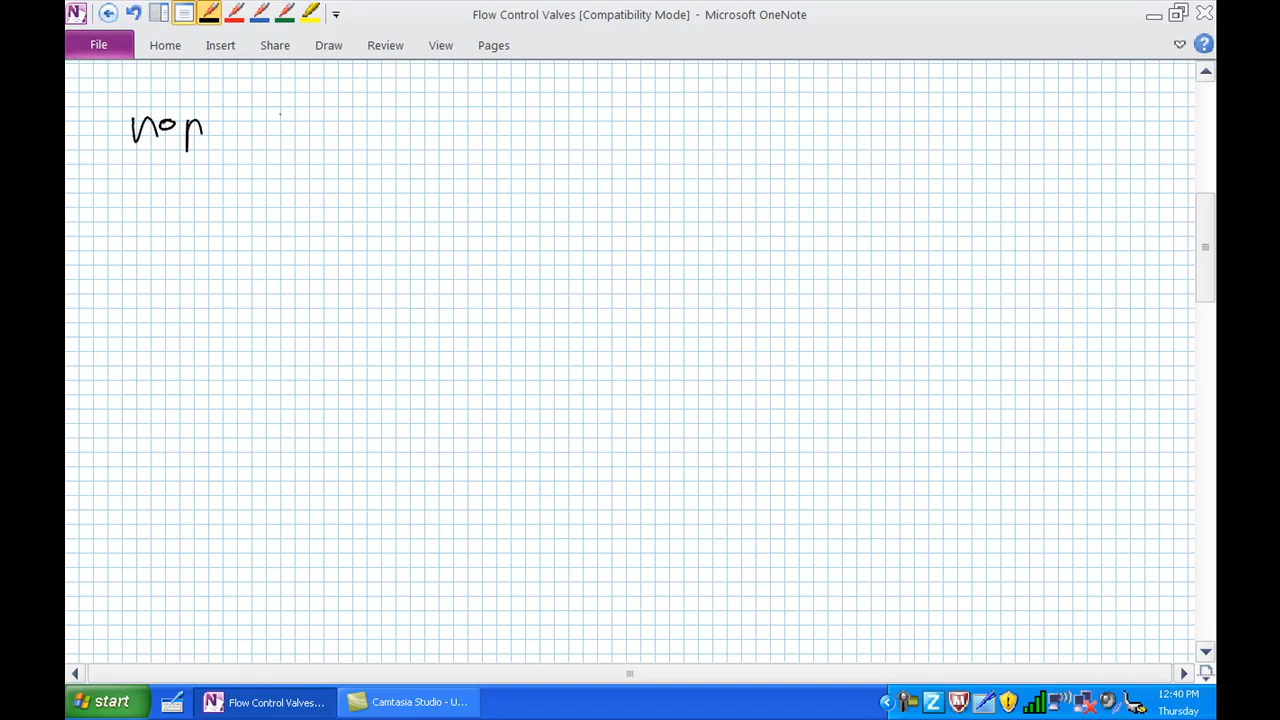 Flow Control Valves [Compatibility Mode] - Microsoft OneNote
File Home Insert Share Draw Review View Pages
non
start Flow Control Valves... Camtasia Studio - U... 12:40 PM
Thursday